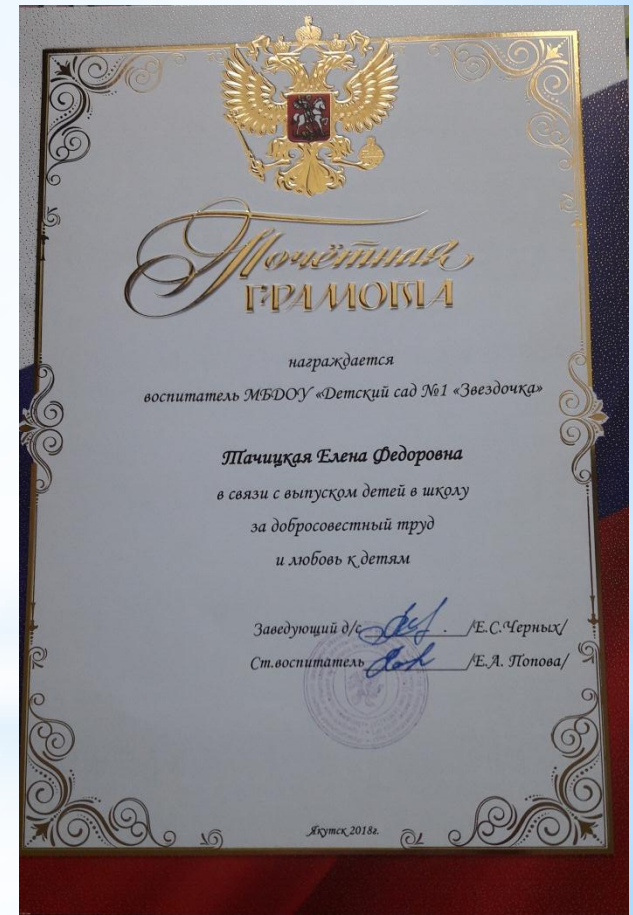 Почётная
ГРАМОТА
награждается
воспитатель МБДОУ «Детский сад №1 «Звездочка»
Тачицкая Елена Федоровна
в связи с выпуском детей в школу
за добросовестный труд
и любовь к детям
Заведующий д/с /Е.С.Черных/
Ст.воспитатель /Е.А. Попова/
Якутск 2018г.